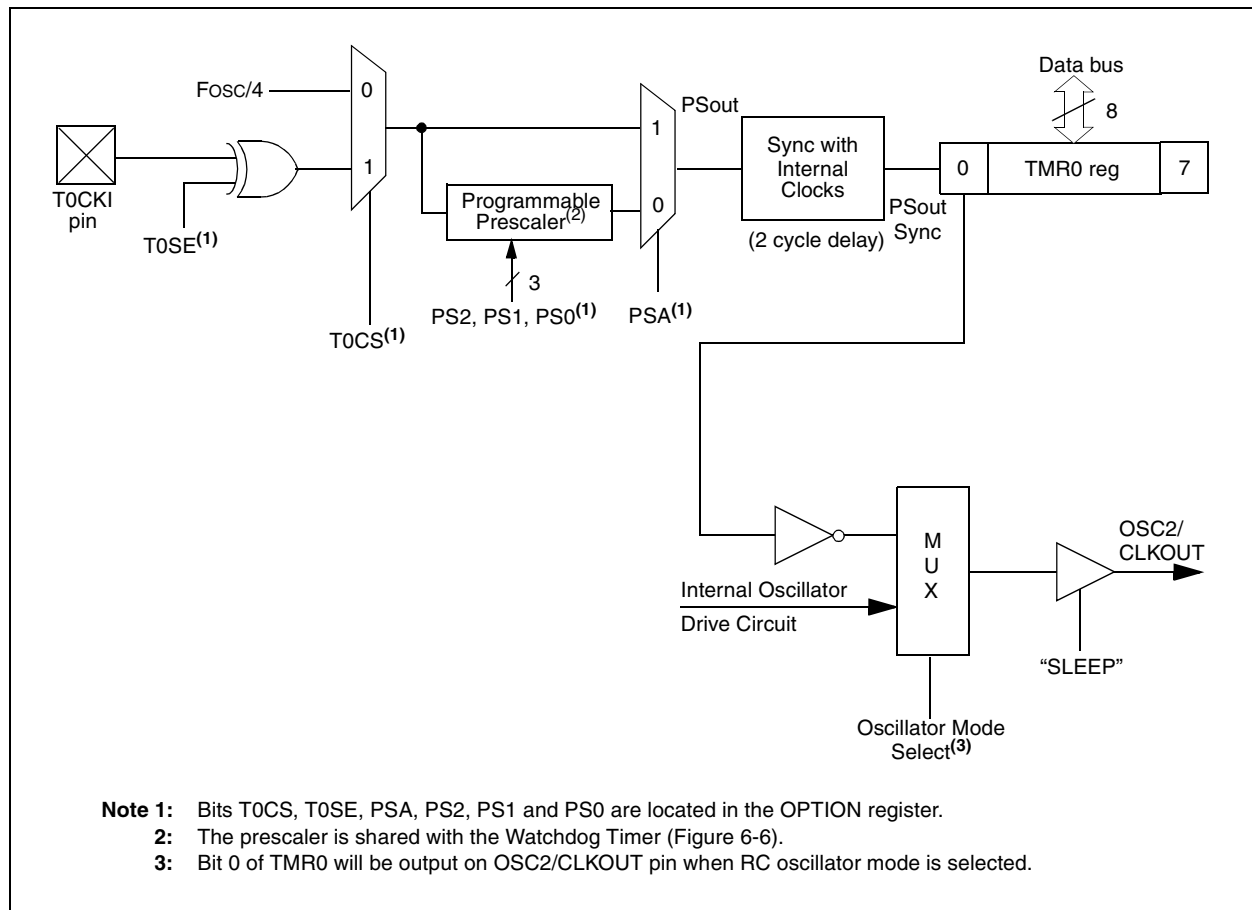 Data bus
8
FOSC/4
0
PSout
1
1
T0CKI
pin
T0SE(1)
Programmable
Prescaler(2)
0
Sync with
Internal
Clocks
(2 cycle delay)
PSout
Sync
0
TMR0 reg
7
3
PS2, PS1, PS0(1)
PSA(1)
T0CS(1)
M
U
X
OSC2/
CLKOUT
Internal Oscillator
Drive Circuit
“SLEEP”
Oscillator Mode
Select(3)
Note 1: Bits T0CS, T0SE, PSA, PS2, PS1 and PS0 are located in the OPTION register.
2: The prescaler is shared with the Watchdog Timer (Figure 6-6).
3: Bit 0 of TMR0 will be output on OSC2/CLKOUT pin when RC oscillator mode is selected.